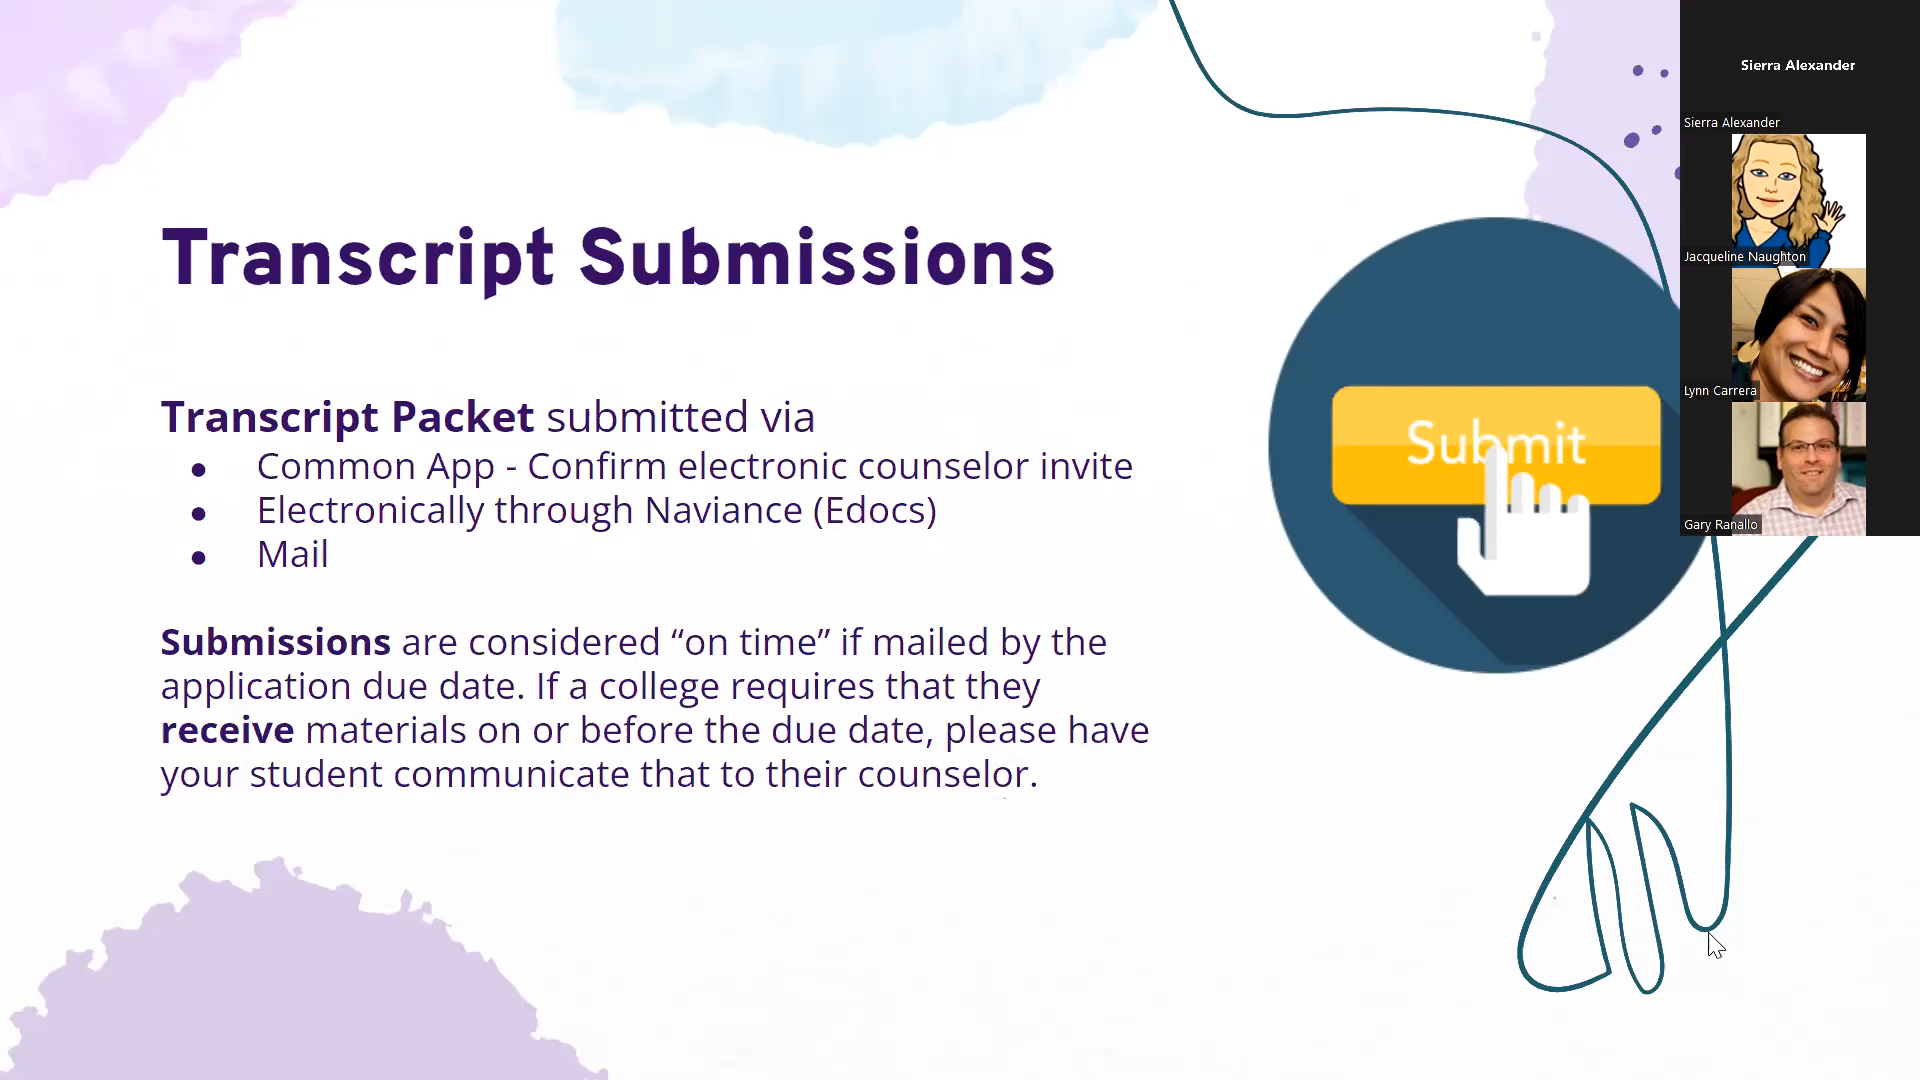 Transcript Submissions
Transcript Packet submitted via
● Common App - Confirm electronic counselor invite
● Electronically through Naviance (Edocs)
● Mail
Submissions are considered “on time” if mailed by the
application due date. If a college requires that they
receive materials on or before the due date, please have
your student communicate that to their counselor.
Submit
Sierra Alexander
Sierra Alexander
Jacqueline Naughton
Lynn Carrera
Gary Ranallo